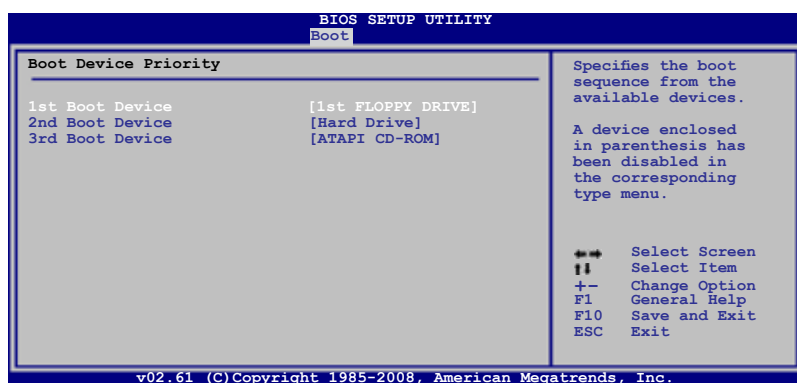 BIOS SETUP UTILITY
Boot
Boot Device Priority
1st Boot Device [1st FLOPPY DRIVE]
2nd Boot Device [Hard Drive]
3rd Boot Device [ATAPI CD-ROM]
Specifies the boot
sequence from the
available devices.
A device enclosed
in parenthesis has
been disabled in
the corresponding
type menu.
←→ Select Screen
↑↓ Select Item
+- Change Option
F1 General Help
F10 Save and Exit
ESC Exit
v02.61 (C)Copyright 1985-2008, American Megatrends, Inc.